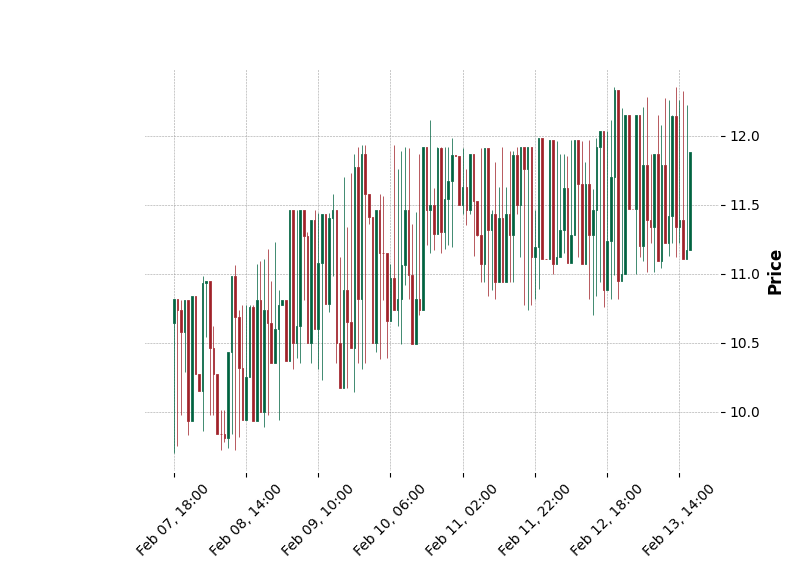 12.0
11.5
11.0
10.5
10.0
Price
Feb 07, 18:00
Feb 08, 14:00
Feb 09, 10:00
Feb 10, 06:00
Feb 11, 02:00
Feb 11, 22:00
Feb 12, 18:00
Feb 13, 14:00